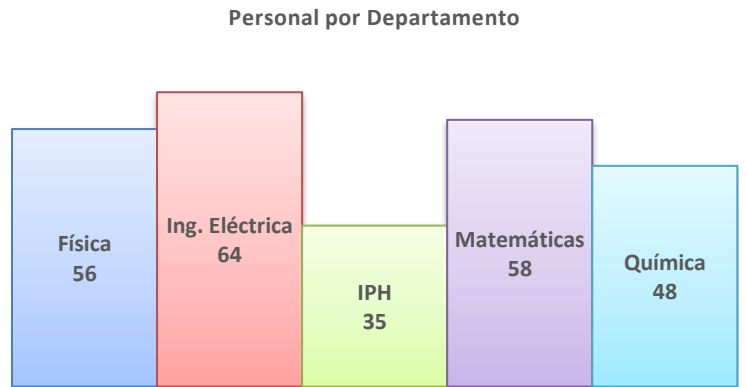 Personal por Departamento
Física
56
Ing. Eléctrica
64
IPH
35
Matemáticas
58
Química
48